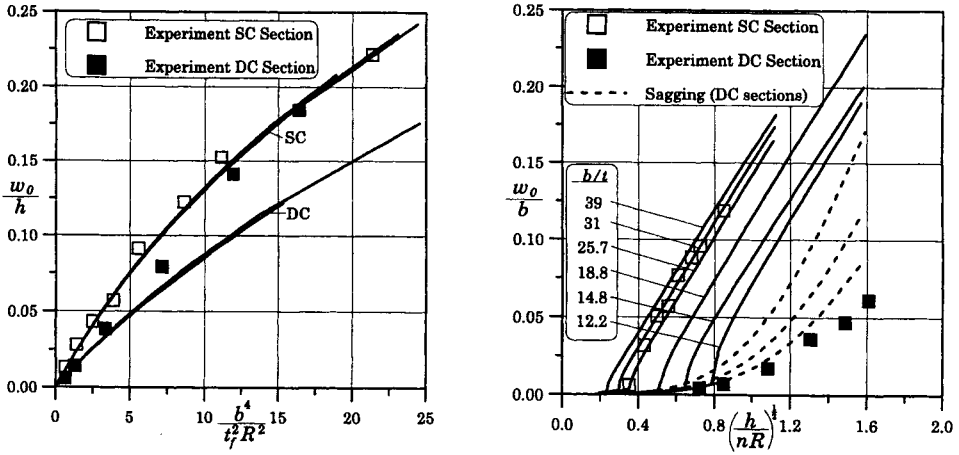 0.25
0.20
0.15
0.10
0.05
0.00
w0/h
Experiment SC Section
Experiment DC Section
SC
DC
0 5 10 15 20 25
b^4/(t_f^2 R^2)
0.25
0.20
0.15
0.10
0.05
0.00
w0/b
Experiment SC Section
Experiment DC Section
Sagging (DC sections)
b/t
39
31
25.7
18.8
14.8
12.2
0.0 0.4 0.8 1.2 1.6 2.0
(h/nR)